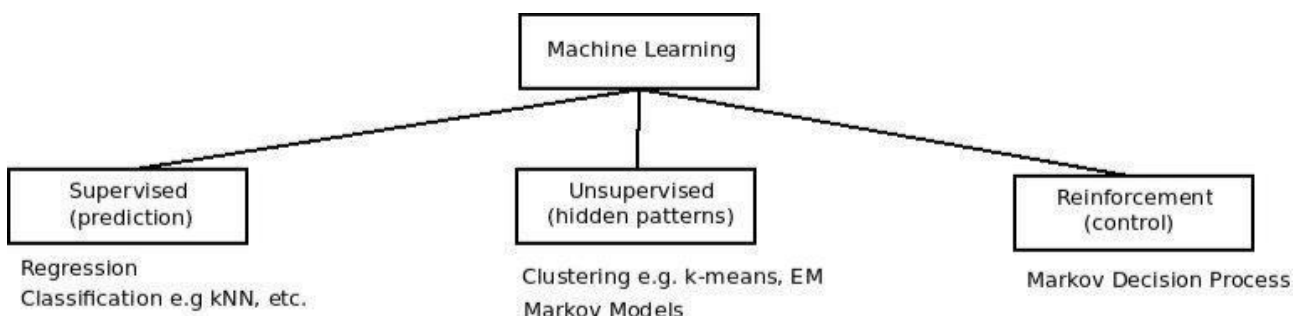 Machine Learning
Supervised
(prediction)
Unsupervised
(hidden patterns)
Reinforcement
(control)
Regression
Classification e.g kNN, etc.
Clustering e.g. k-means, EM
Markov Models
Markov Decision Process